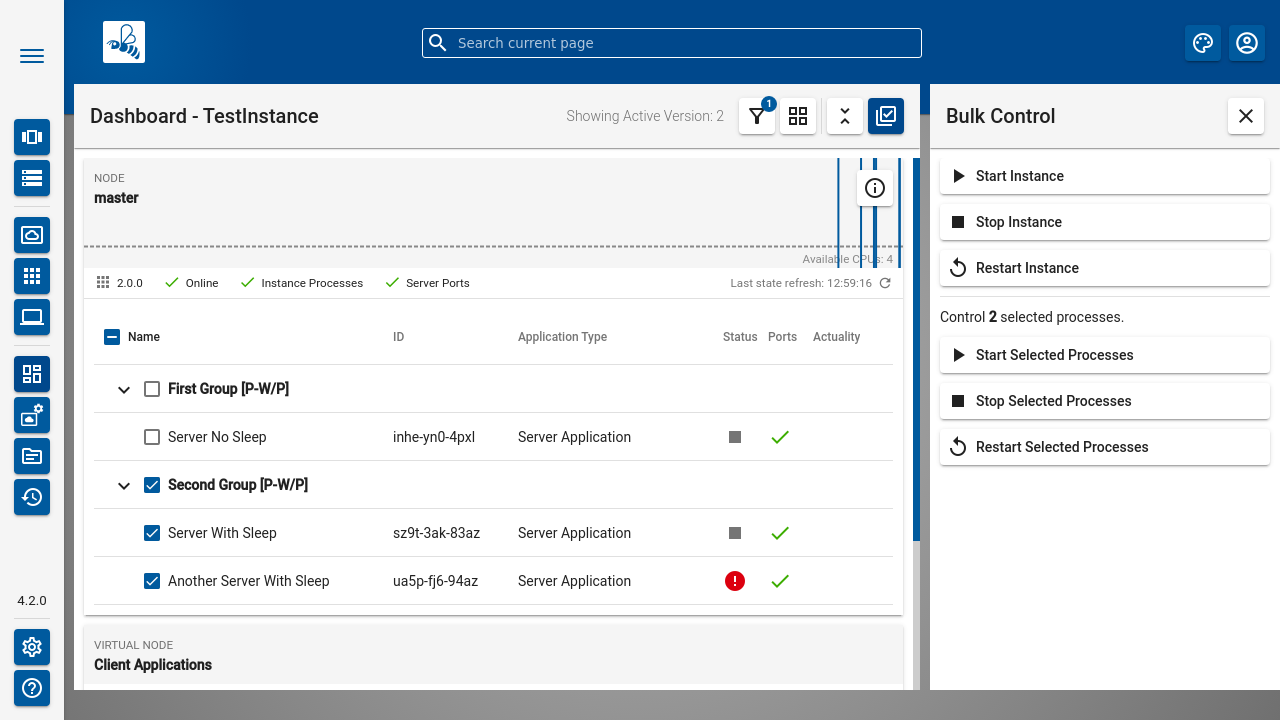 Search current page
Dashboard - TestInstance
Showing Active Version: 2
1
Bulk Control
NODE
master
Available CPUs: 4
2.0.0
Online
Instance Processes
Server Ports
Last state refresh: 12:59:16
Name
ID
Application Type
Status
Ports
Actuality
First Group [P-W/P]
Server No Sleep
inhe-yn0-4pxl
Server Application
Second Group [P-W/P]
Server With Sleep
sz9t-3ak-83az
Server Application
Another Server With Sleep
ua5p-fj6-94az
Server Application
VIRTUAL NODE
Client Applications
Start Instance
Stop Instance
Restart Instance
Control 2 selected processes.
Start Selected Processes
Stop Selected Processes
Restart Selected Processes
4.2.0